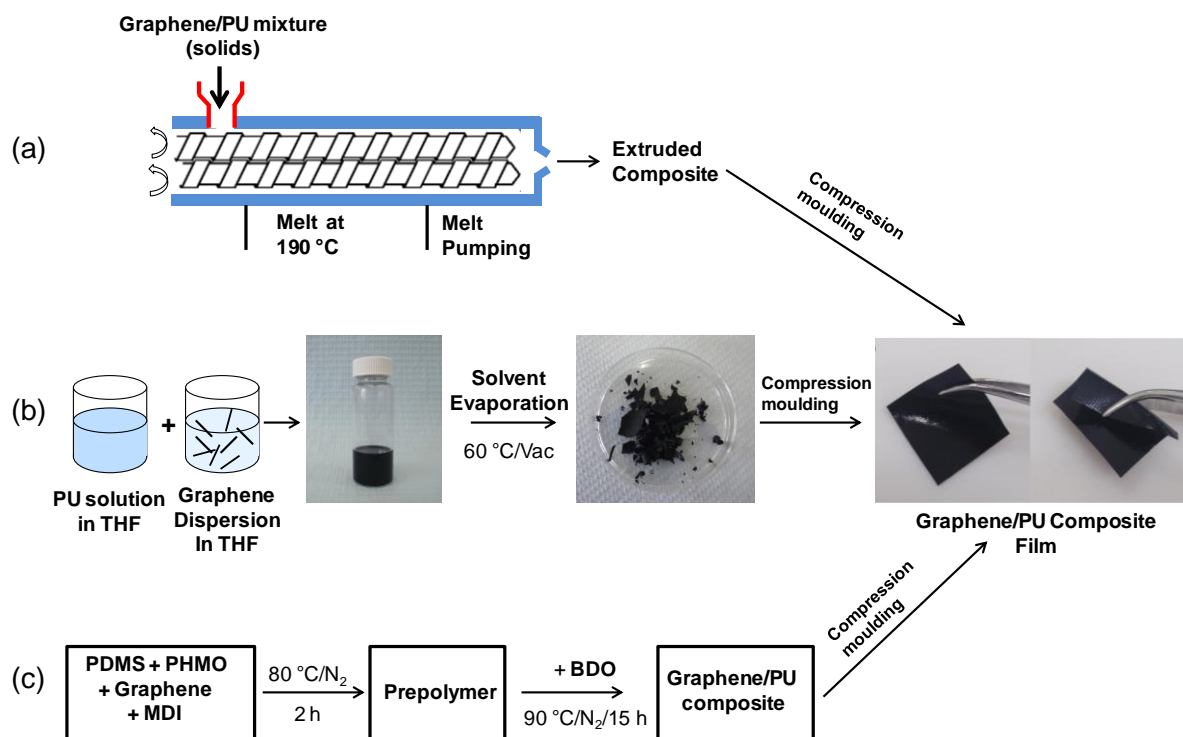 Graphene/PU mixture
(solids)
(a)
Extruded
Composite
Melt at
190 °C
Melt
Pumping
Compression
moulding
(b)
+
PU solution
in THF
Graphene
Dispersion
In THF
Solvent
Evaporation
60 °C/Vac
Compression
moulding
Graphene/PU Composite
Film
(c)
PDMS + PHMO
+ Graphene
+ MDI
80 °C/N₂
2 h
Prepolymer
+ BDO
90 °C/N₂/15 h
Graphene/PU
composite
Compression
moulding